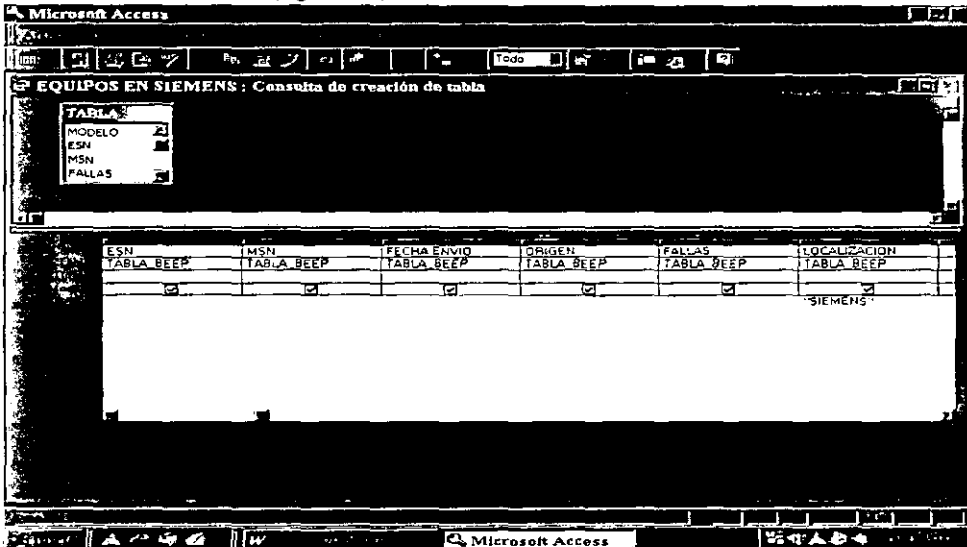 Microsoft Access
Todo
EQUIPOS EN SIEMENS : Consulta de creación de tabla
TABLA
MODELO
ESN
MSN
FALLAS
ESN MSN FECHA ENVIO ORIGEN FALLAS LOCALIZACION
TABLA_BEEP TABLA_BEEP TABLA_BEEP TABLA_BEEP TABLA_BEEP TABLA_BEEP
"SIEMENS"
Microsoft Access